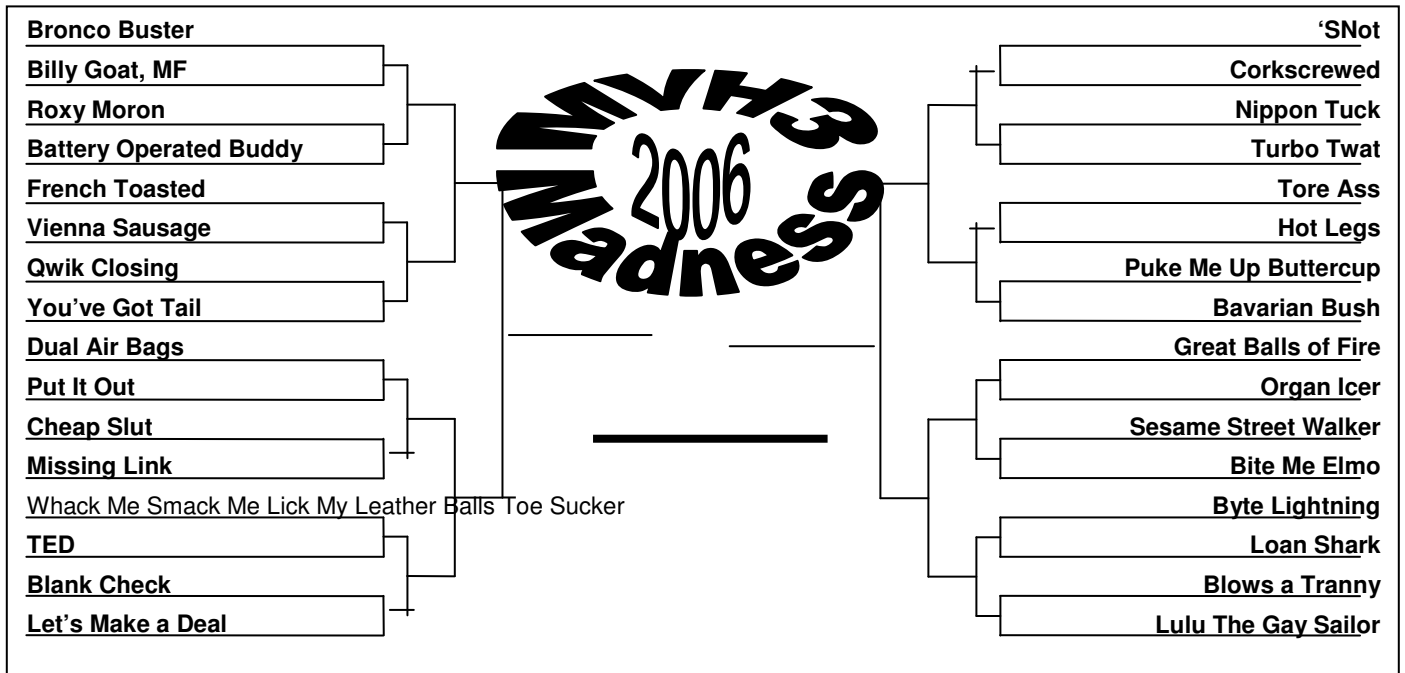 Bronco Buster
Billy Goat, MF
Roxy Moron
Battery Operated Buddy
French Toasted
Vienna Sausage
Qwik Closing
You’ve Got Tail
Dual Air Bags
Put It Out
Cheap Slut
Missing Link
Whack Me Smack Me Lick My Leather Balls Toe Sucker
TED
Blank Check
Let’s Make a Deal
MVH3
2006
Madness
‘SNot
Corkscrewed
Nippon Tuck
Turbo Twat
Tore Ass
Hot Legs
Puke Me Up Buttercup
Bavarian Bush
Great Balls of Fire
Organ Icer
Sesame Street Walker
Bite Me Elmo
Byte Lightning
Loan Shark
Blows a Tranny
Lulu The Gay Sailor